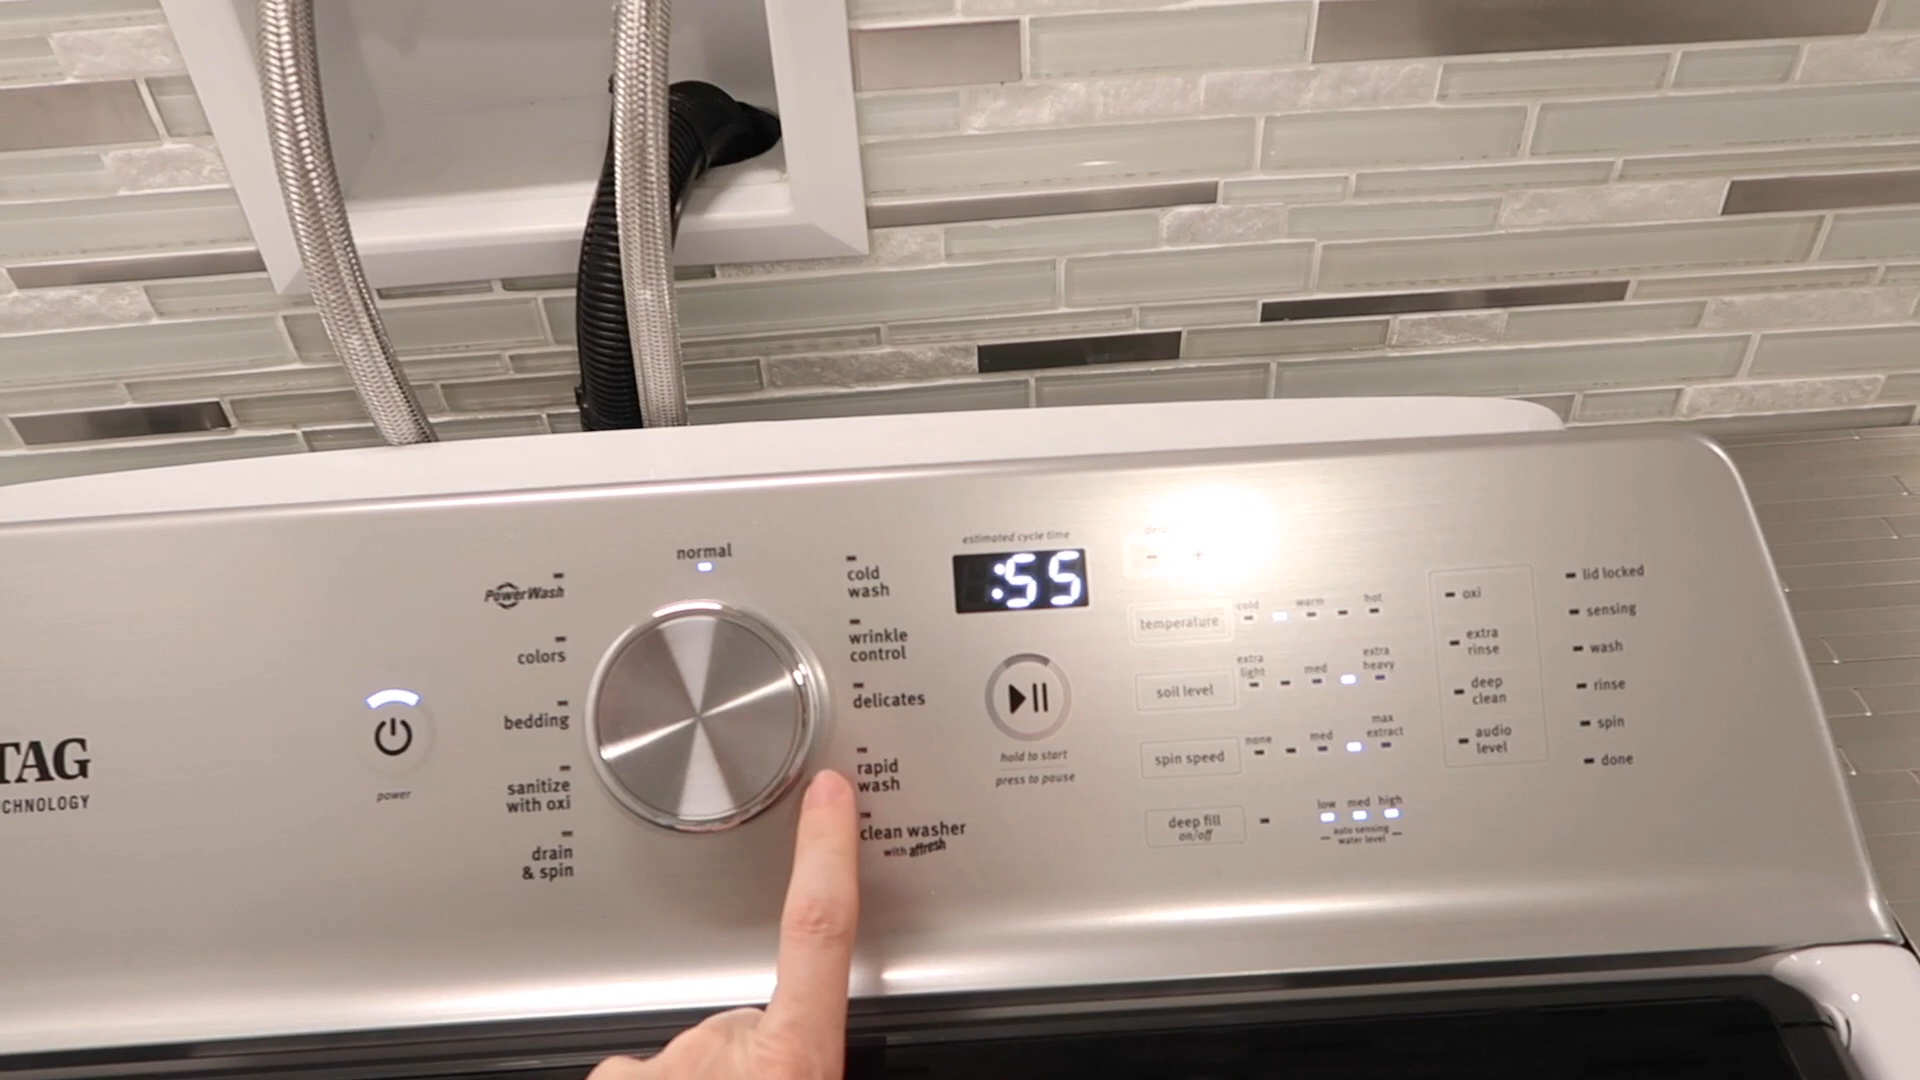 TAG
CHNOLOGY
power
PowerWash
colors
bedding
sanitize
with oxi
drain
& spin
normal
cold
wash
wrinkle
control
delicates
rapid
wash
clean washer
with affresh
estimated cycle time
:55
hold to start
press to pause
- +
temperature
cold
warm
hot
soil level
extra
light
med
extra
heavy
spin speed
none
med
max
extract
deep fill
on/off
low
med
high
auto sensing
water level
oxi
extra
rinse
deep
clean
audio
level
lid locked
sensing
wash
rinse
spin
done